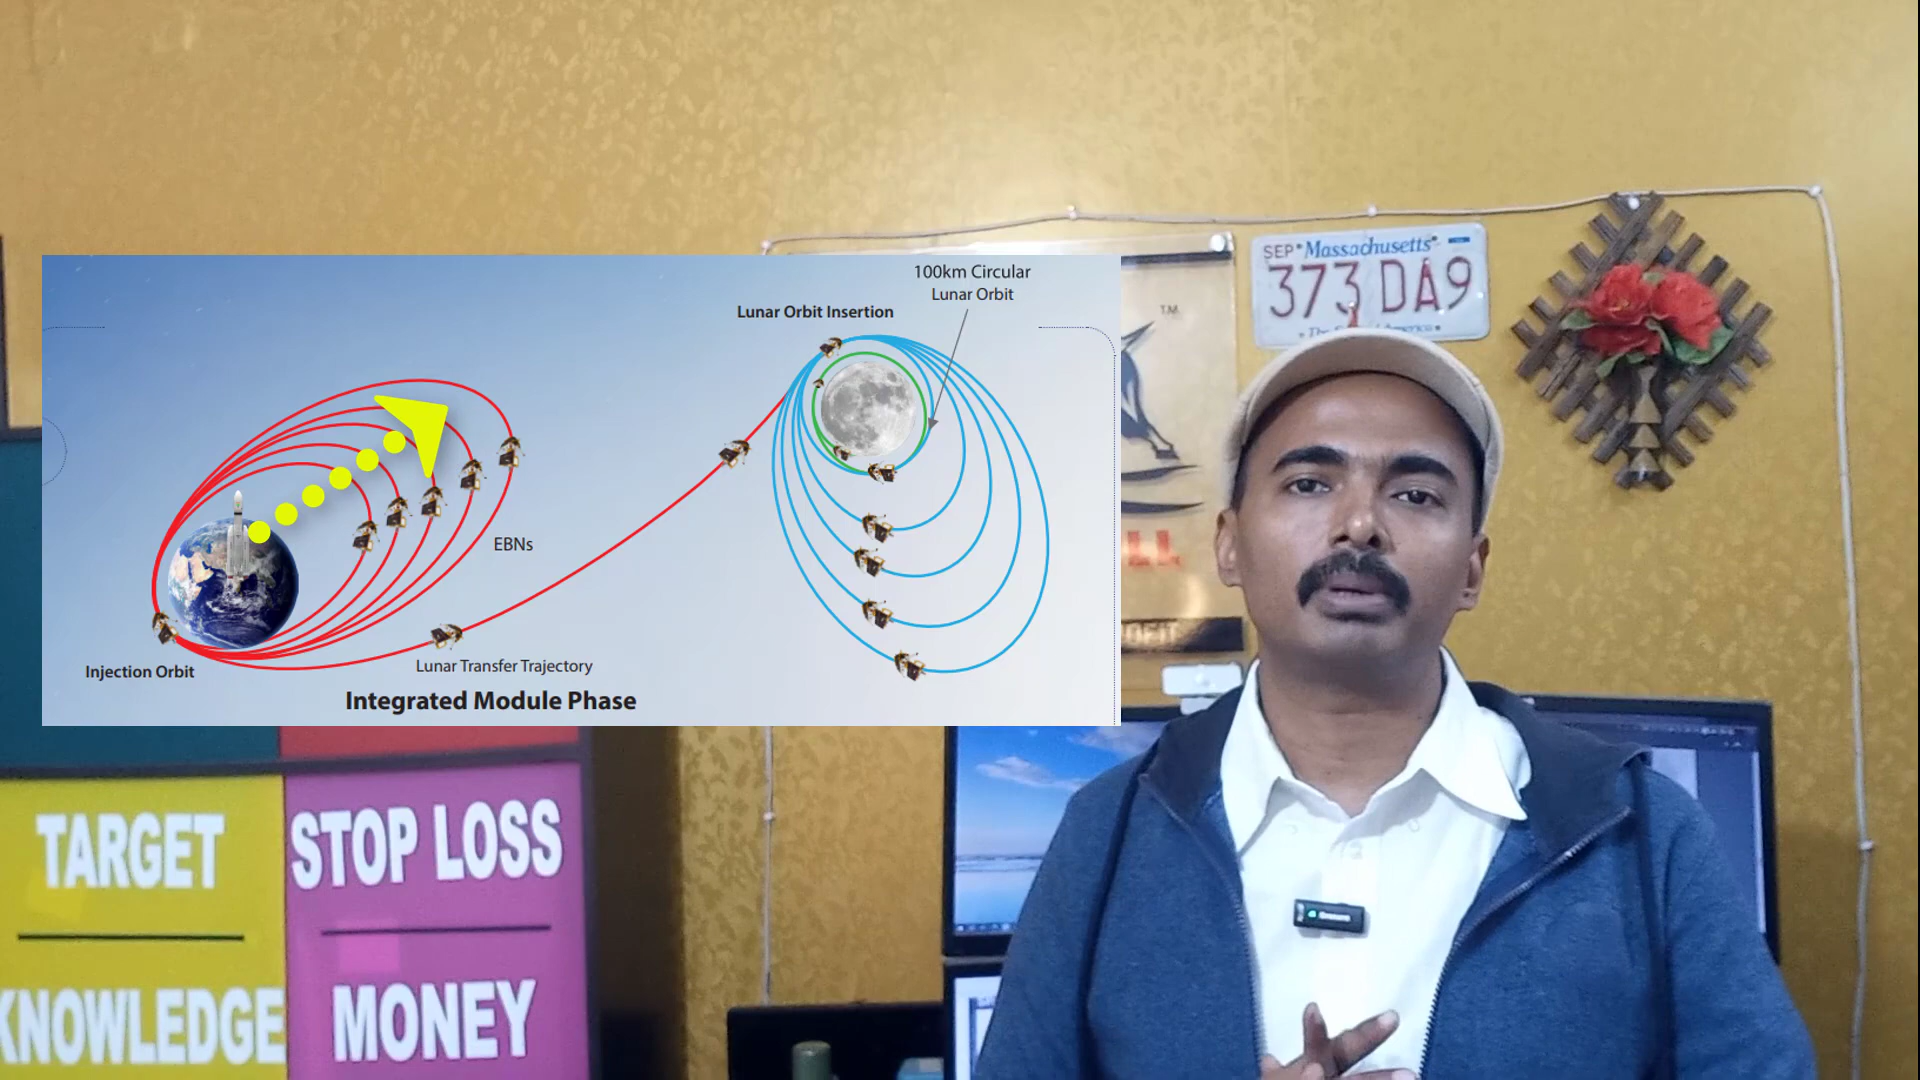 100km Circular
Lunar Orbit
Lunar Orbit Insertion
EBNs
Lunar Transfer Trajectory
Injection Orbit
Integrated Module Phase
SEP Massachusetts
373 DA9
TM
TARGET
STOP LOSS
KNOWLEDGE
MONEY